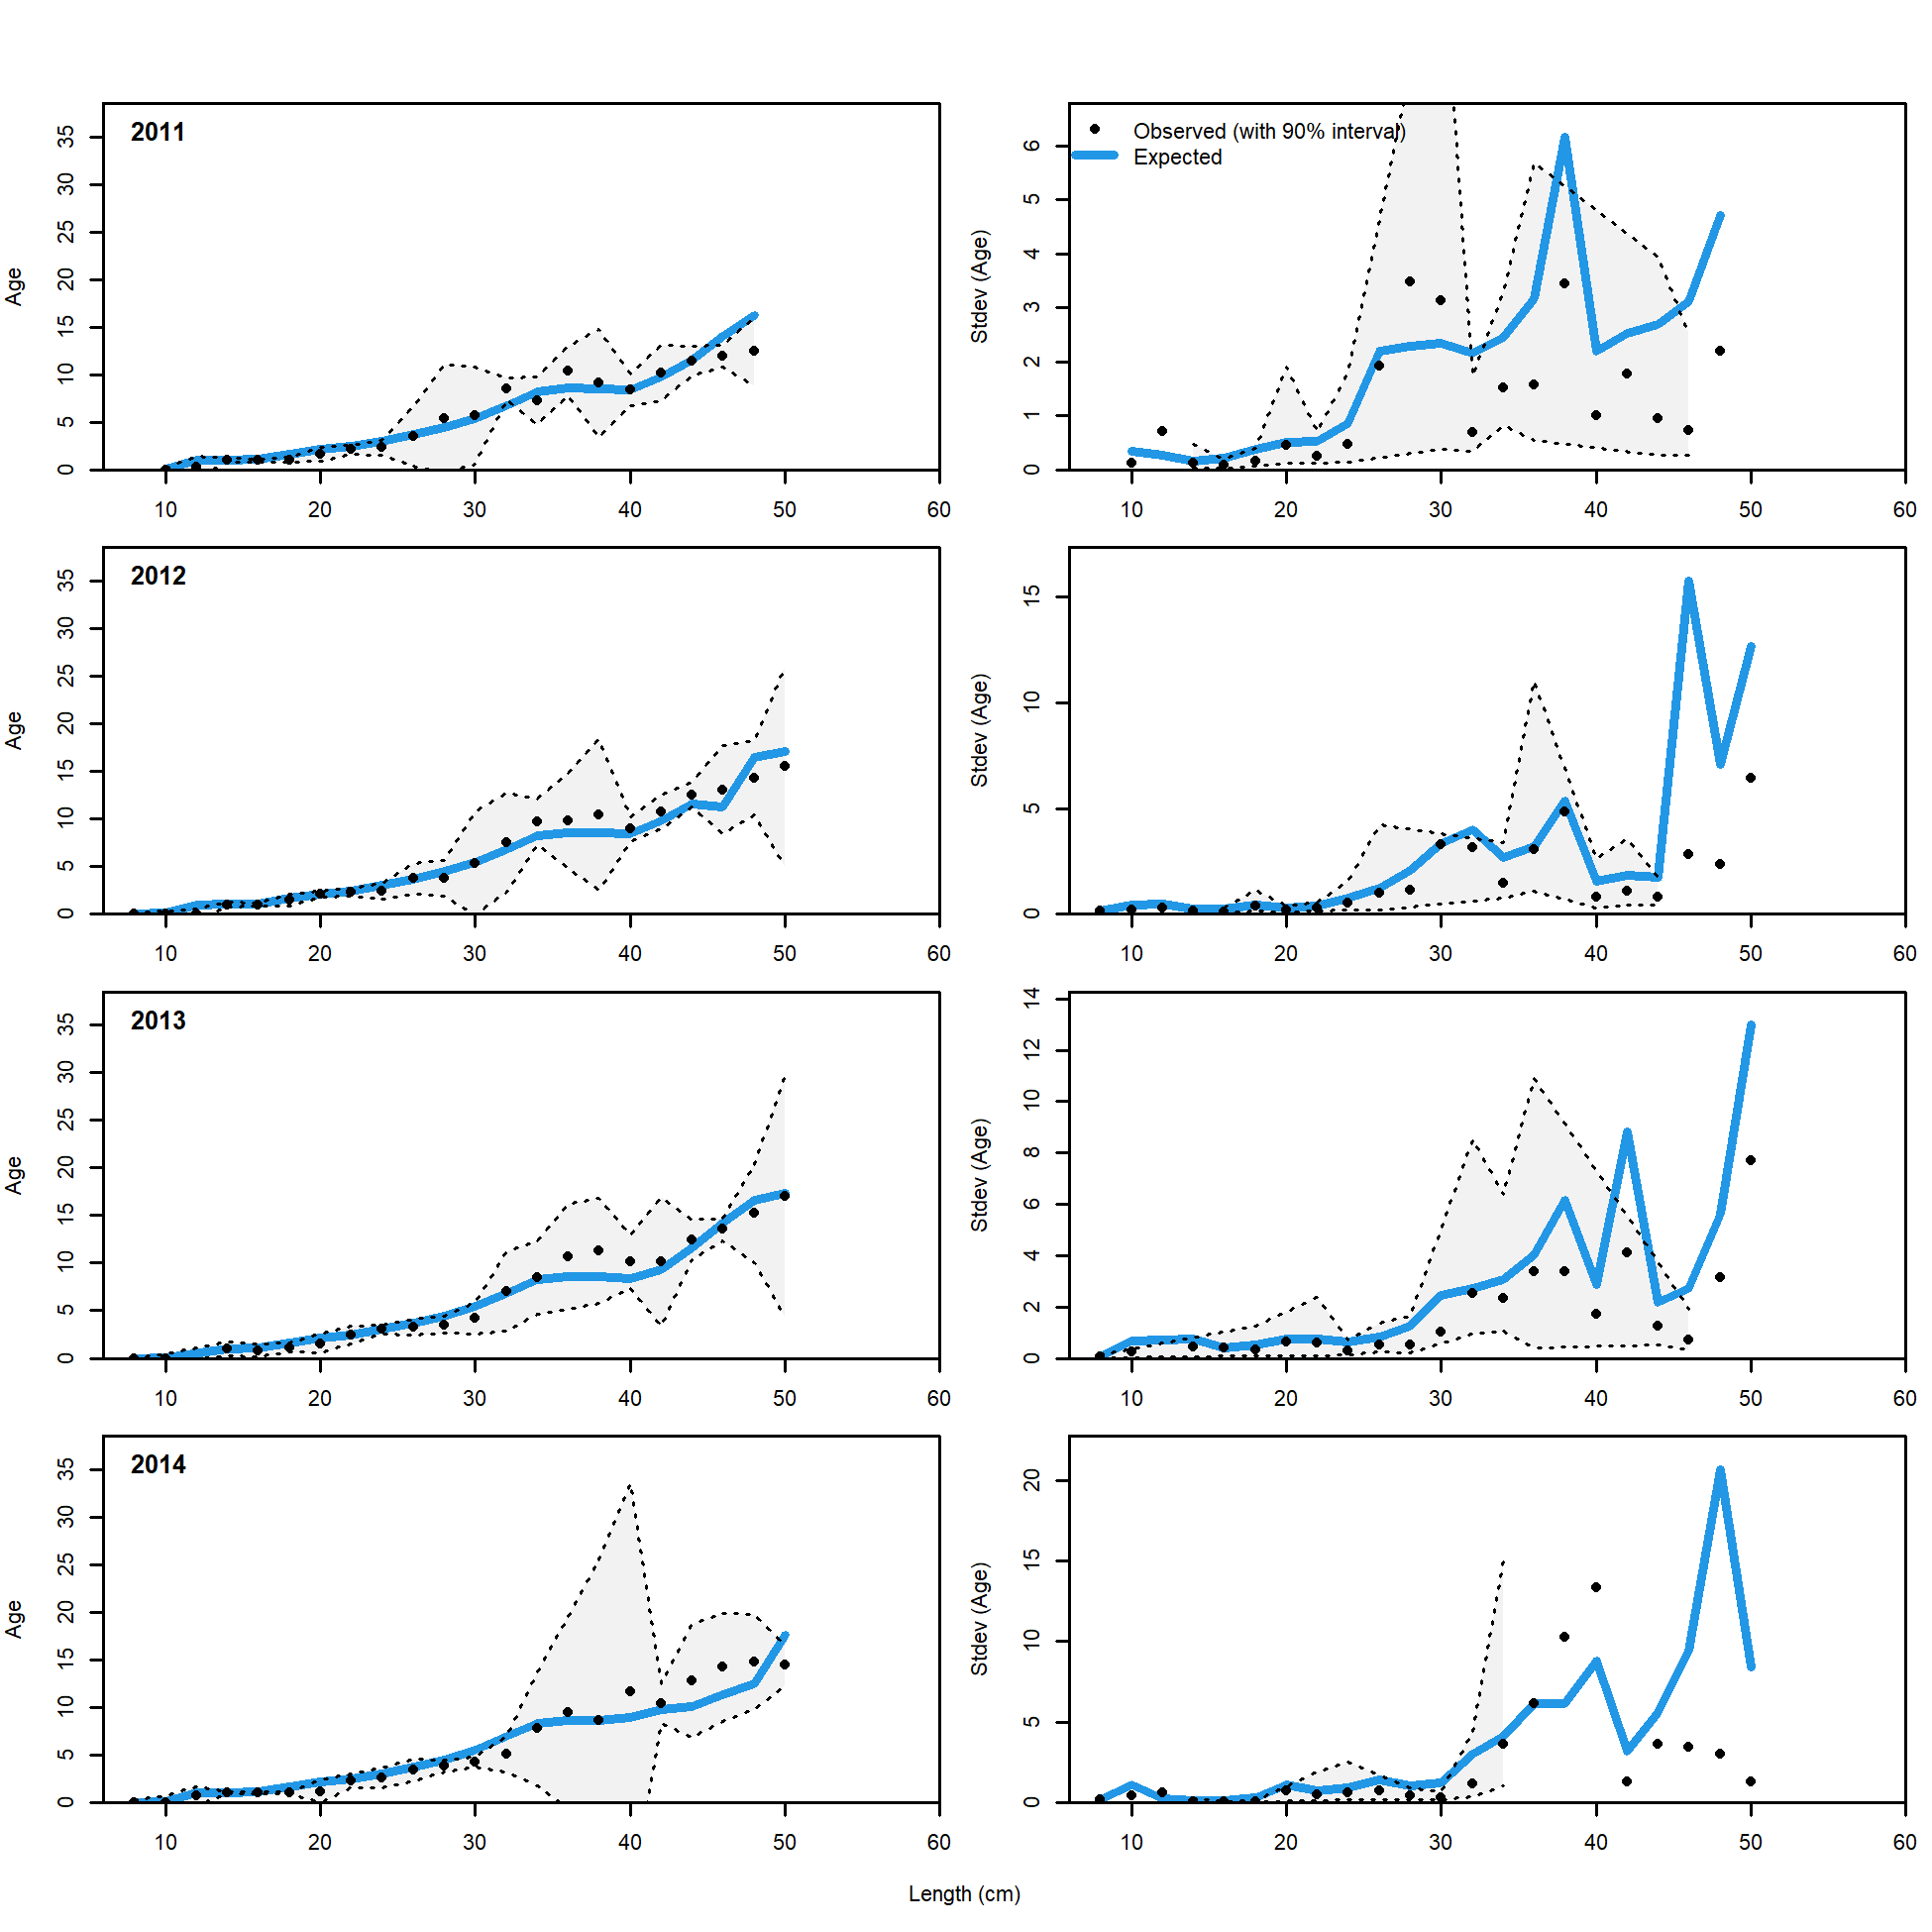 2011
Age
0 5 10 15 20 25 30 35
10 20 30 40 50 60
Observed (with 90% interval)
Expected
Stdev (Age)
0 1 2 3 4 5 6
10 20 30 40 50 60
2012
Age
0 5 10 15 20 25 30 35
10 20 30 40 50 60
Stdev (Age)
0 5 10 15
10 20 30 40 50 60
2013
Age
0 5 10 15 20 25 30 35
10 20 30 40 50 60
Stdev (Age)
0 2 4 6 8 10 12 14
10 20 30 40 50 60
2014
Age
0 5 10 15 20 25 30 35
10 20 30 40 50 60
Stdev (Age)
0 5 10 15 20
10 20 30 40 50 60
Length (cm)